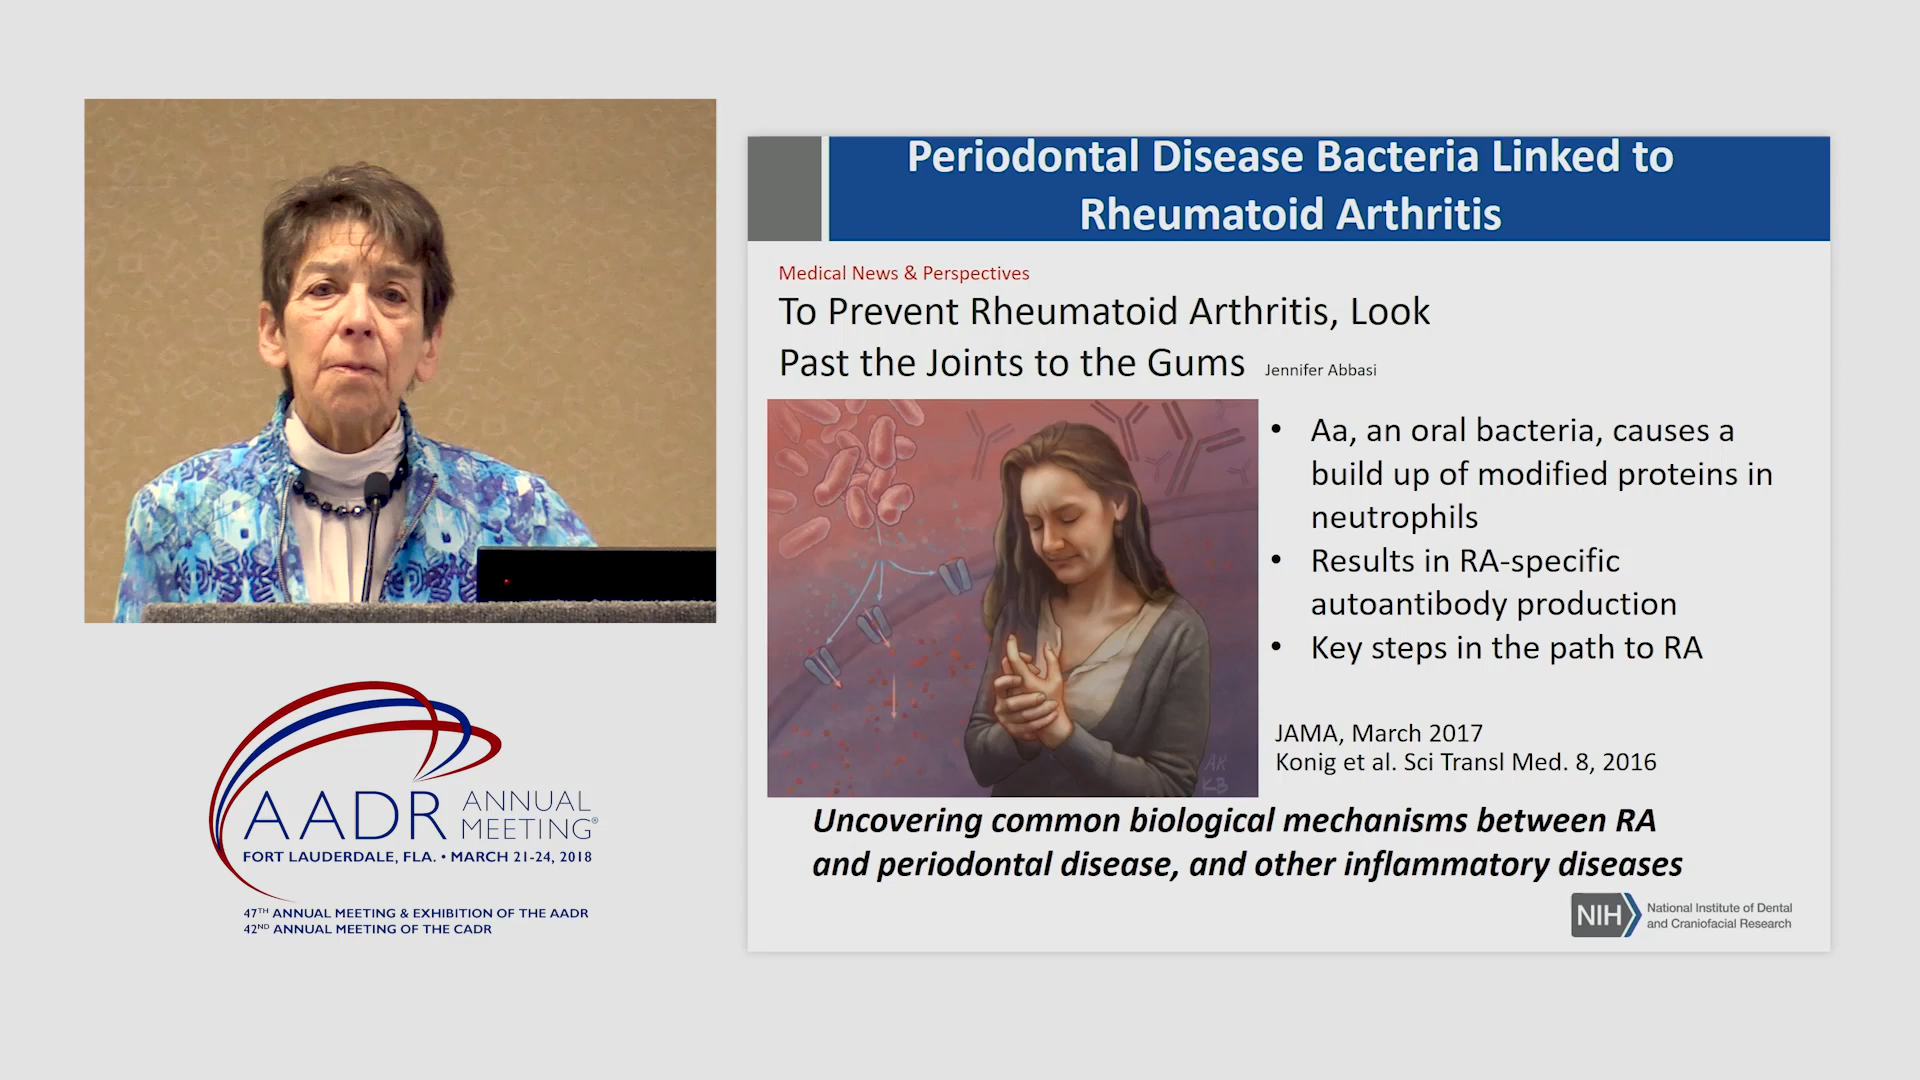 Periodontal Disease Bacteria Linked to
Rheumatoid Arthritis
Medical News & Perspectives
To Prevent Rheumatoid Arthritis, Look
Past the Joints to the Gums Jennifer Abbasi
• Aa, an oral bacteria, causes a
build up of modified proteins in
neutrophils
• Results in RA-specific
autoantibody production
• Key steps in the path to RA
JAMA, March 2017
Konig et al. Sci Transl Med. 8, 2016
AK
KB
Uncovering common biological mechanisms between RA
and periodontal disease, and other inflammatory diseases
NIH National Institute of Dental
and Craniofacial Research
AADR ANNUAL
MEETING®
FORT LAUDERDALE, FLA. • MARCH 21-24, 2018
47TH ANNUAL MEETING & EXHIBITION OF THE AADR
42ND ANNUAL MEETING OF THE CADR